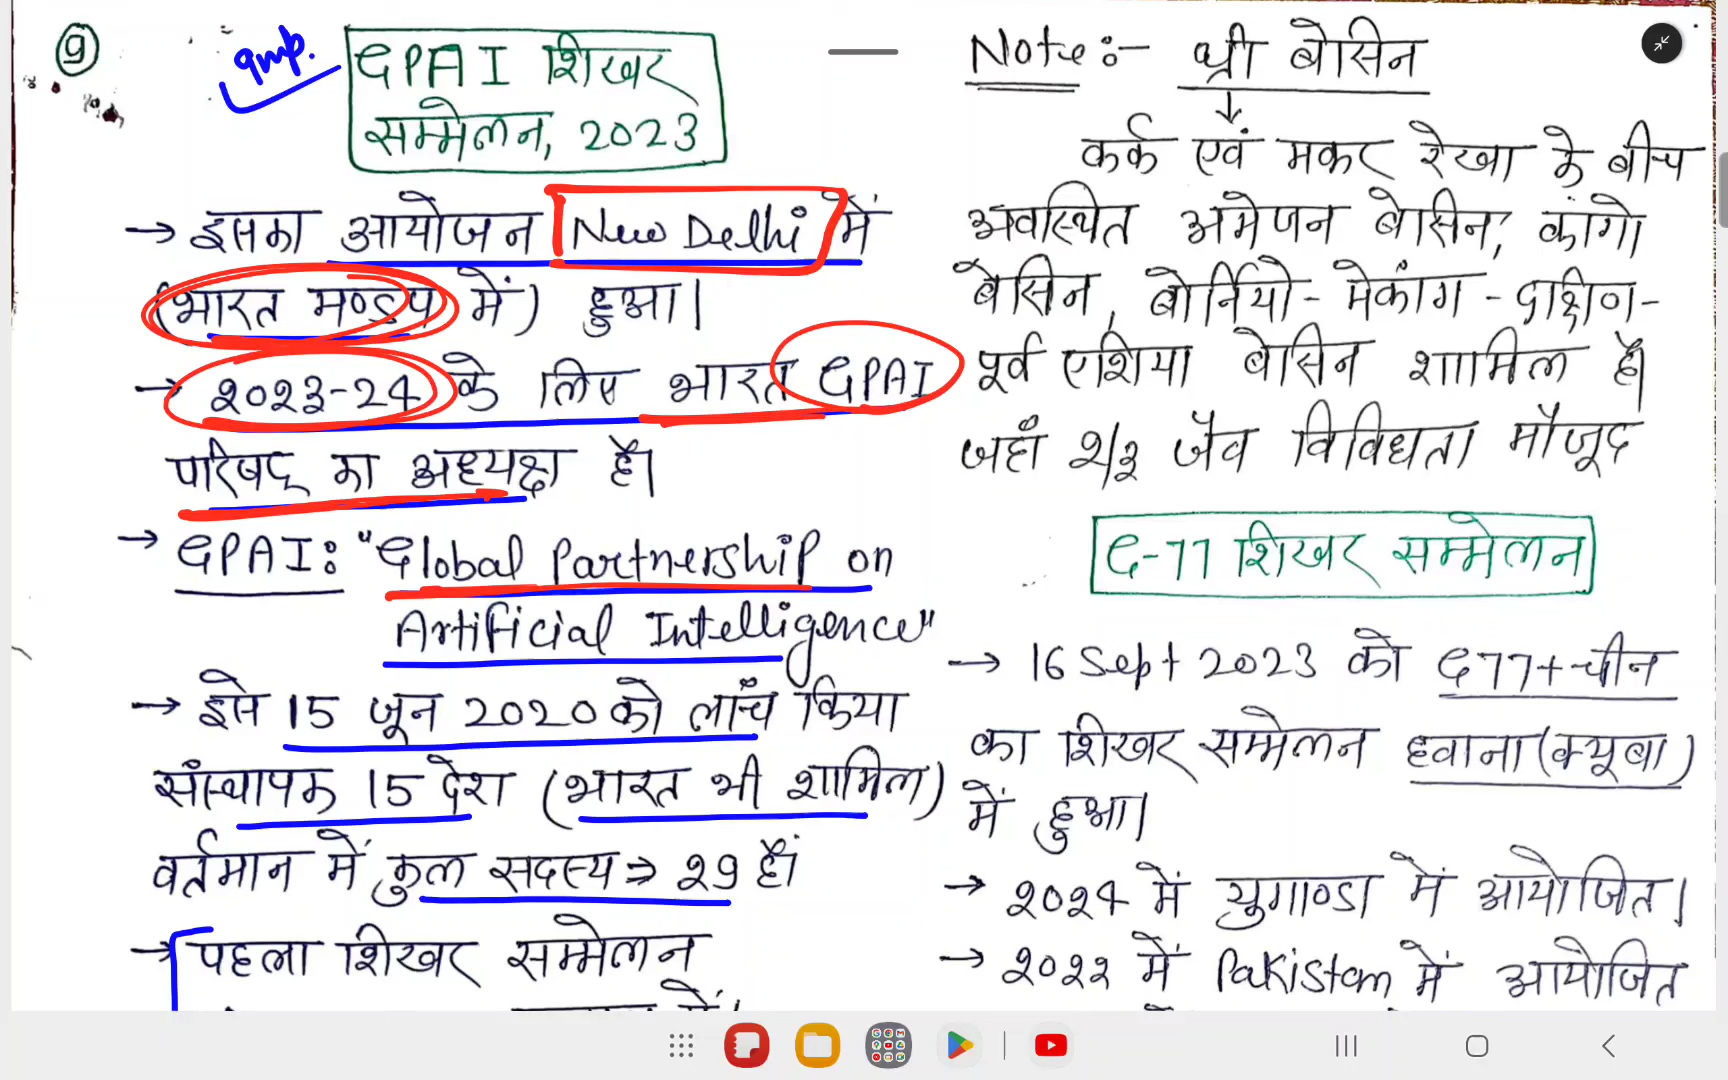 9
Imp.
GPAI शिखर
सम्मेलन, 2023
→ इसका आयोजन New Delhi में
(भारत मण्डप में) हुआ।
→ 2023-24 के लिए भारत GPAI
परिषद् का अध्यक्ष है।
→ GPAI: "Global Partnership on
Artificial Intelligence"
→ इसे 15 जून 2020 को लाँच किया
संस्थापक 15 देश (भारत भी शामिल)
वर्तमान में कुल सदस्य ⇒ 29 हैं।
→ पहला शिखर सम्मेलन
Note:- थ्री बेसिन
↓
कर्क एवं मकर रेखा के बीच
अवस्थित अमेजन बेसिन, कांगो
बेसिन, बोर्नियो-मेकांग-दक्षिण-
पूर्व एशिया बेसिन शामिल है।
जहाँ 2/3 जैव विविधता मौजूद
G-77 शिखर सम्मेलन
→ 16 Sept 2023 को G77+चीन
का शिखर सम्मेलन हवाना (क्यूबा)
में हुआ।
→ 2024 में युगाण्डा में आयोजित।
→ 2022 में Pakistan में आयोजित